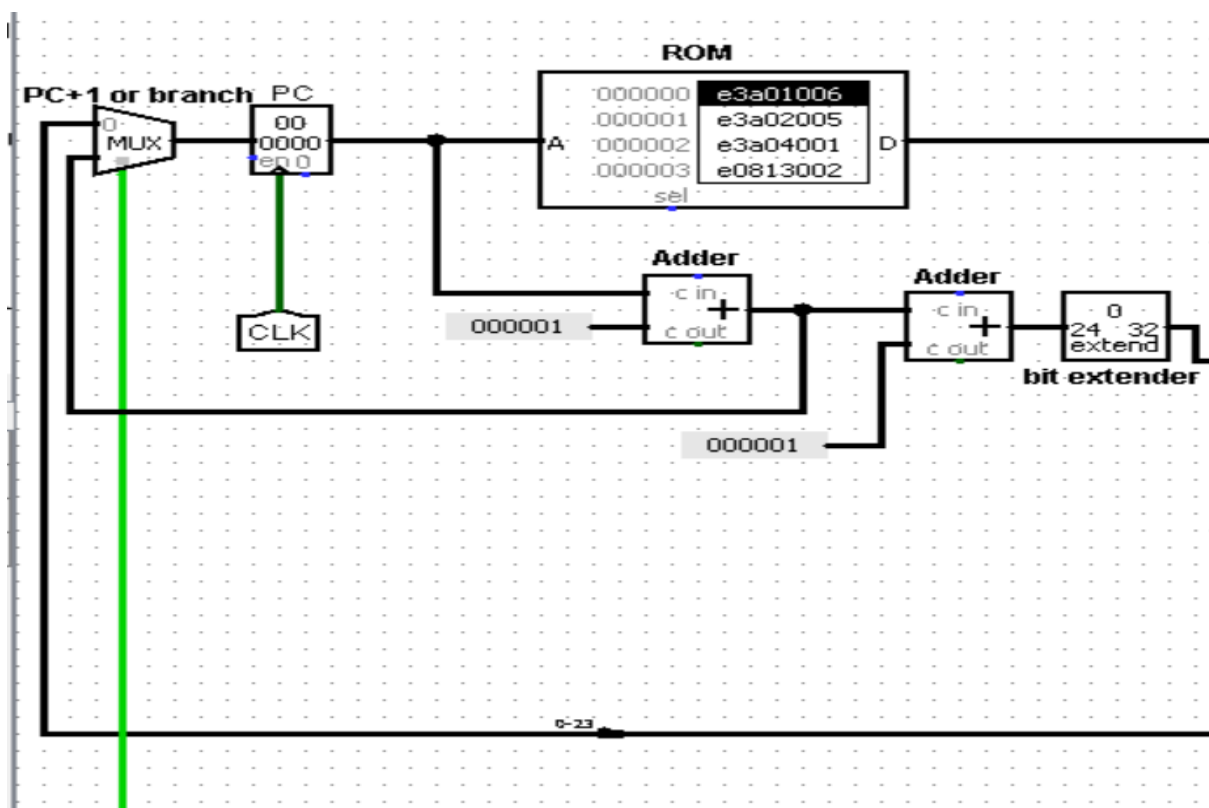 ROM
PC+1 or branch
PC
0
MUX
00
0000
en 0
A
000000 e3a01006
000001 e3a02005
000002 e3a04001
000003 e0813002
D
sel
CLK
Adder
c in
+
c out
000001
Adder
c in
+
c out
000001
0
24 32
extend
bit extender
0-23